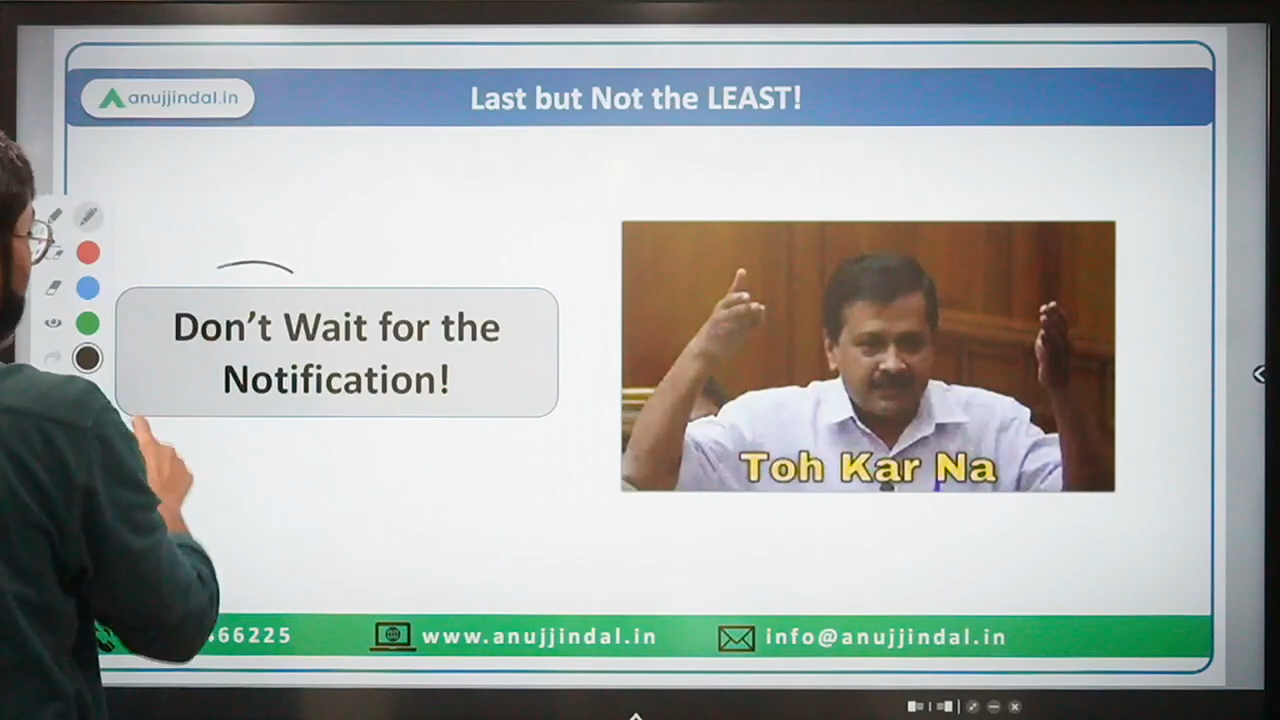 anujjindal.in
Last but Not the LEAST!
Don't Wait for the
Notification!
Toh Kar Na
66225
www.anujjindal.in
info@anujjindal.in